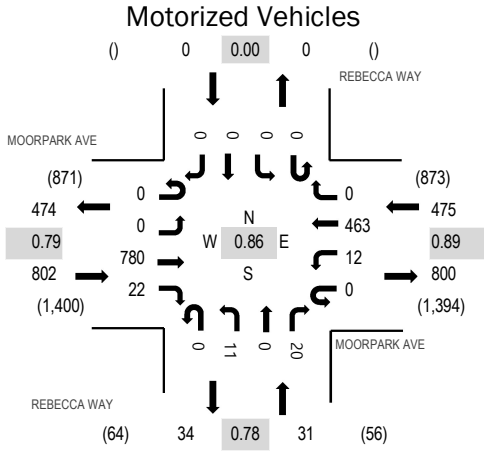 Motorized Vehicles
() 0 0.00 0 ()
REBECCA WAY
0 0 0 0
MOORPARK AVE
(871) (873)
0 0
474 475
0 N 463
0.79 W 0.86 E 0.89
780 S 12
802 800
22 0
(1,400) (1,394)
0 11 0 20
MOORPARK AVE
REBECCA WAY
(64) 34 0.78 31 (56)